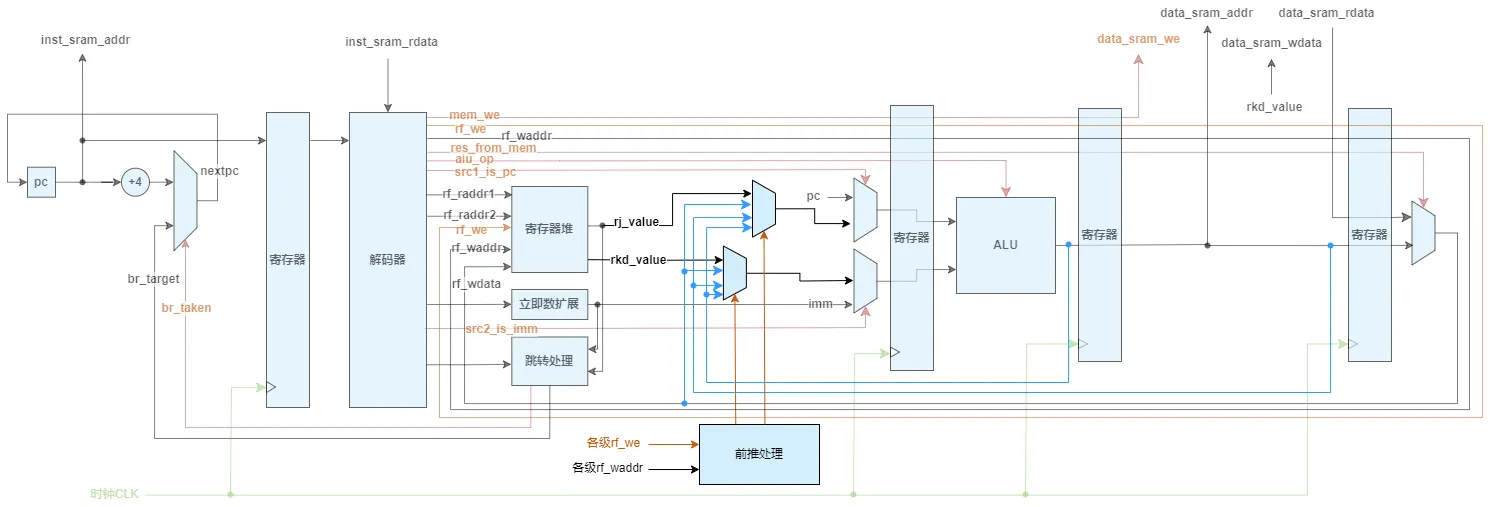 data_sram_addr
data_sram_rdata
inst_sram_addr
inst_sram_rdata
data_sram_we
data_sram_wdata
rkd_value
mem_we
rf_we
rf_waddr
res_from_mem
alu_op
src1_is_pc
pc
+4
nextpc
rf_raddr1
rf_raddr2
rf_we
rf_waddr
rf_wdata
寄存器堆
rj_value
rkd_value
pc
寄存器
解码器
寄存器
ALU
寄存器
寄存器
br_target
br_taken
立即数扩展
imm
src2_is_imm
跳转处理
各级rf_we
前推处理
各级rf_waddr
时钟CLK